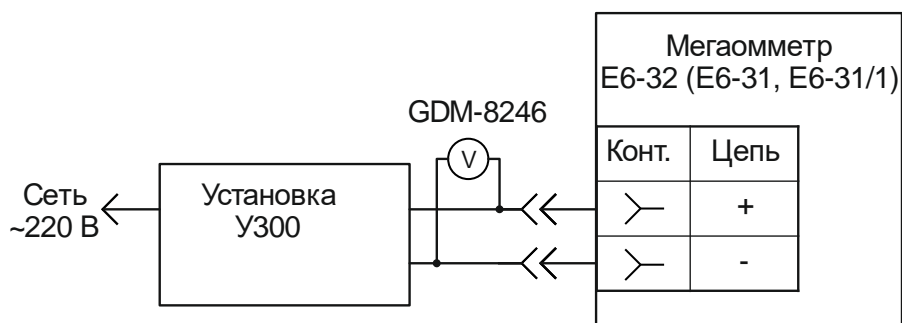 Мегаомметр
Е6-32 (Е6-31, Е6-31/1)
GDM-8246
V
Конт.
Цепь
Сеть
~220 В
Установка
У300
+
-